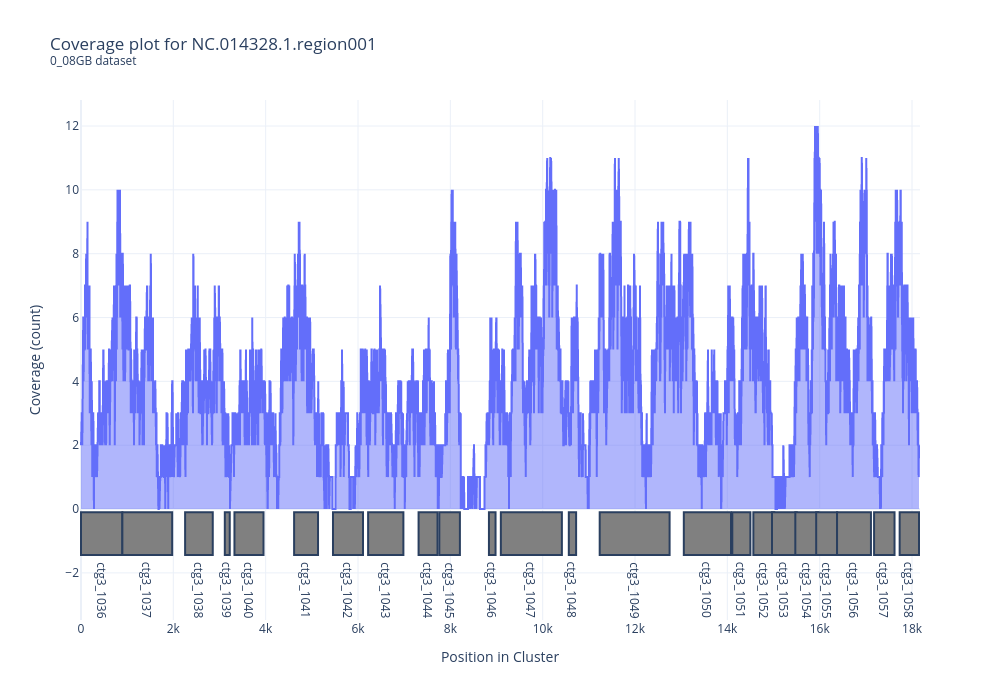 Coverage plot for NC.014328.1.region001
0_08GB dataset
Coverage (count)
12
10
8
6
4
2
0
−2
ctg3_1036
ctg3_1037
ctg3_1038
ctg3_1039
ctg3_1040
ctg3_1041
ctg3_1042
ctg3_1043
ctg3_1044
ctg3_1045
ctg3_1046
ctg3_1047
ctg3_1048
ctg3_1049
ctg3_1050
ctg3_1051
ctg3_1052
ctg3_1053
ctg3_1054
ctg3_1055
ctg3_1056
ctg3_1057
ctg3_1058
0 2k 4k 6k 8k 10k 12k 14k 16k 18k
Position in Cluster